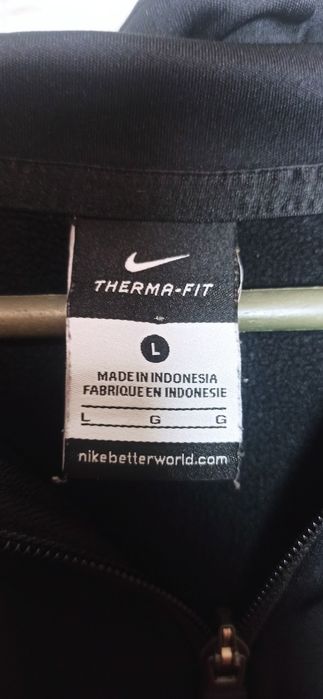 THERMA-FIT
L
MADE IN INDONESIA
FABRIQUE EN INDONESIE
L G G
nikebetterworld.com